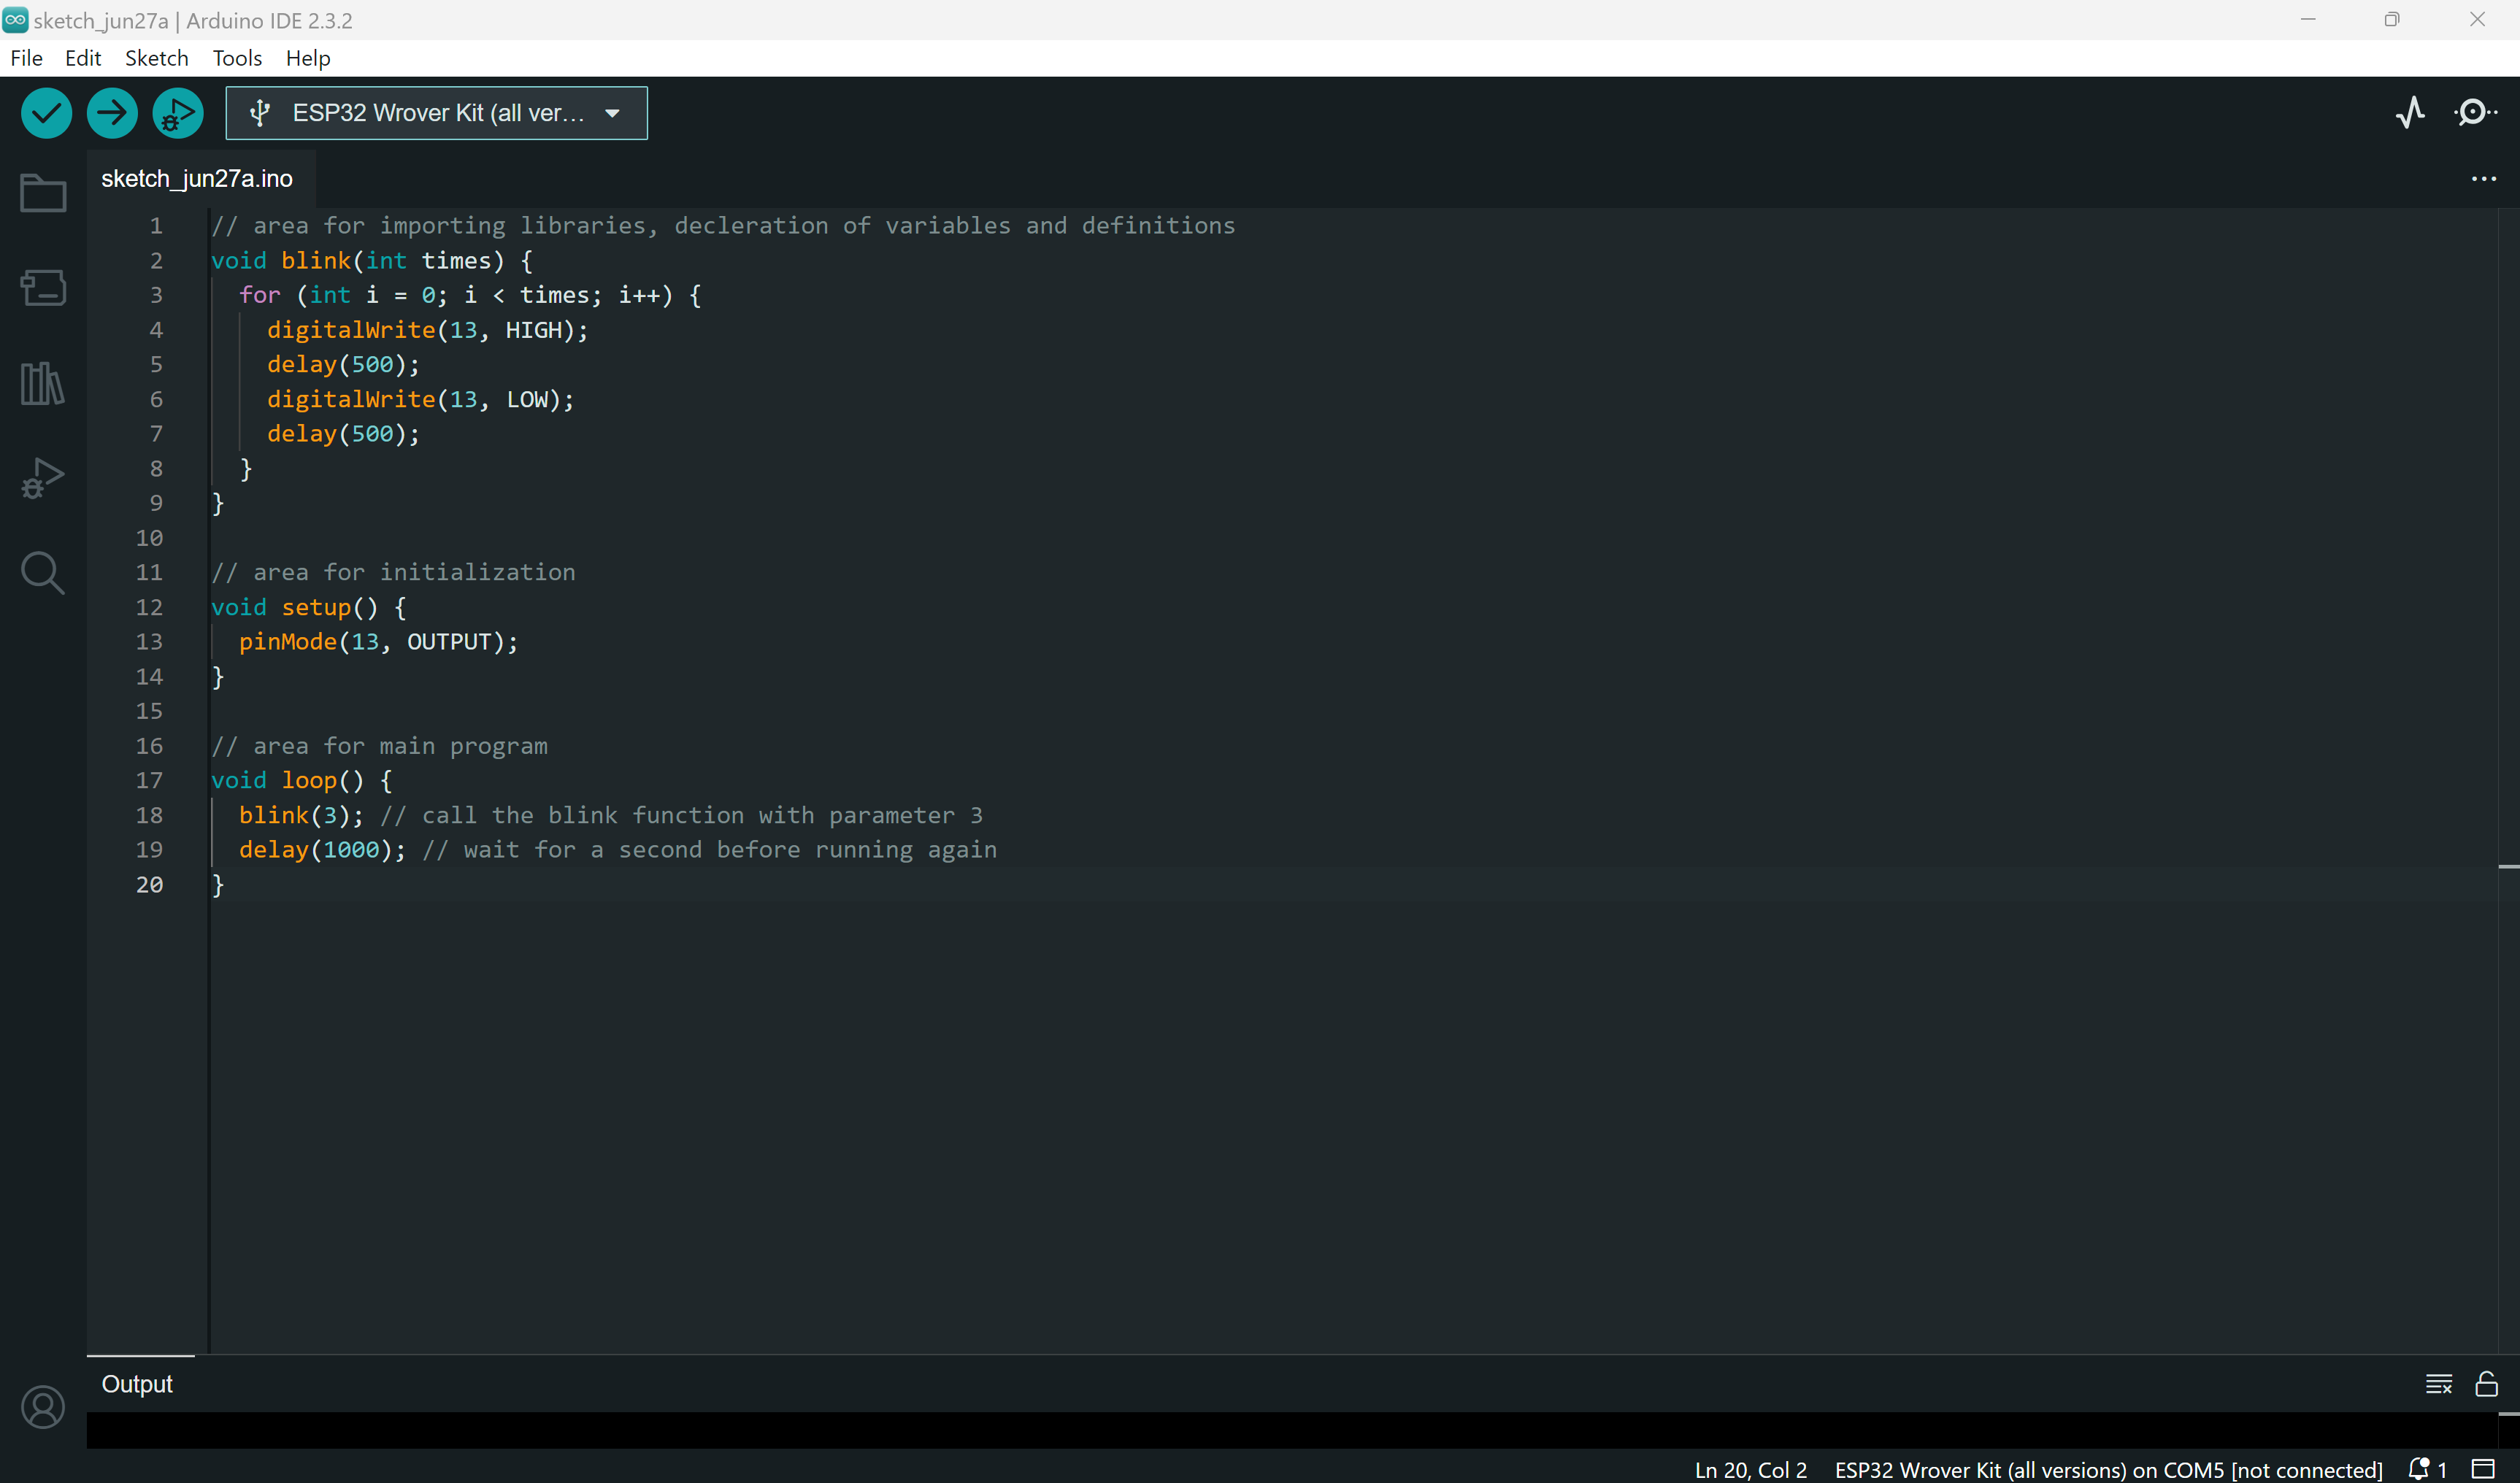 sketch_jun27a | Arduino IDE 2.3.2
File Edit Sketch Tools Help
ESP32 Wrover Kit (all ver...
sketch_jun27a.ino
1 // area for importing libraries, decleration of variables and definitions
2 void blink(int times) {
3 for (int i = 0; i < times; i++) {
4 digitalWrite(13, HIGH);
5 delay(500);
6 digitalWrite(13, LOW);
7 delay(500);
8 }
9 }
10
11 // area for initialization
12 void setup() {
13 pinMode(13, OUTPUT);
14 }
15
16 // area for main program
17 void loop() {
18 blink(3); // call the blink function with parameter 3
19 delay(1000); // wait for a second before running again
20 }
Output
Ln 20, Col 2 ESP32 Wrover Kit (all versions) on COM5 [not connected] 1